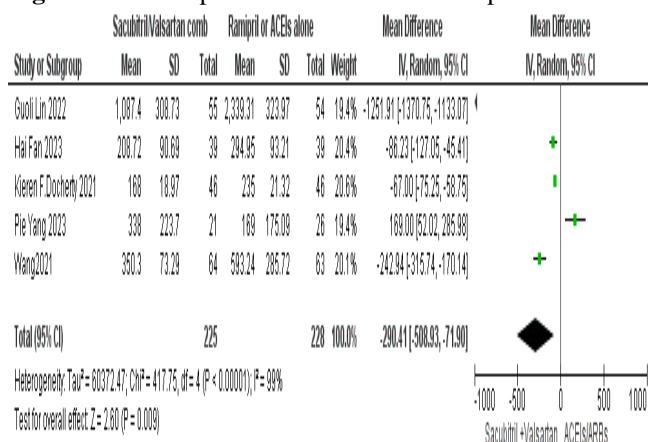 Sacubitril/Valsartan comb Ramipril or ACEIs alone Mean Difference Mean Difference
Study or Subgroup Mean SD Total Mean SD Total Weight IV, Random, 95% CI IV, Random, 95% CI
Guoli Lin 2022 1,087.4 308.73 55 2,339.31 323.97 54 19.4% -1251.91 [-1370.75, -1133.07]
Hai Fan 2023 208.72 90.69 39 294.95 93.21 39 20.4% -86.23 [-127.05, -45.41]
Kieren F.Docherty 2021 168 18.97 46 235 21.32 46 20.6% -67.00 [-75.25, -58.75]
Pie Yang 2023 338 223.7 21 169 175.09 26 19.4% 169.00 [52.02, 285.98]
Wang2021 350.3 73.29 64 593.24 285.72 63 20.1% -242.94 [-315.74, -170.14]
Total (95% CI) 225 228 100.0% -290.41 [-508.93, -71.90]
Heterogeneity: Tau² = 60372.47; Chi² = 417.75, df = 4 (P < 0.00001); I² = 99%
Test for overall effect: Z = 2.60 (P = 0.009)
-1000 -500 0 500 1000
Sacubitil +Valsartan ACEIs/ARBs